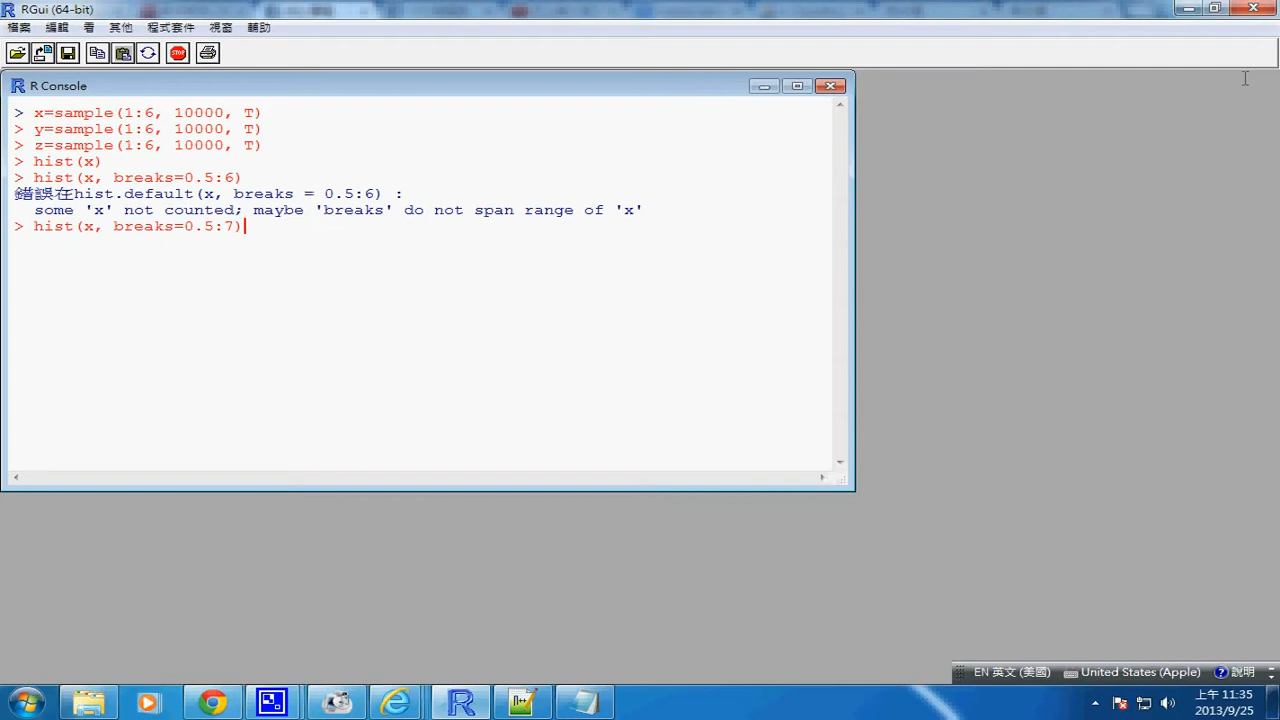 RGui (64-bit)
檔案 編輯 看 其他 程式套件 視窗 輔助
STOP
R Console
> x=sample(1:6, 10000, T)
> y=sample(1:6, 10000, T)
> z=sample(1:6, 10000, T)
> hist(x)
> hist(x, breaks=0.5:6)
錯誤在hist.default(x, breaks = 0.5:6) :
some 'x' not counted; maybe 'breaks' do not span range of 'x'
> hist(x, breaks=0.5:7)
EN 英文 (美國) United States (Apple) ? 說明
上午 11:35
2013/9/25